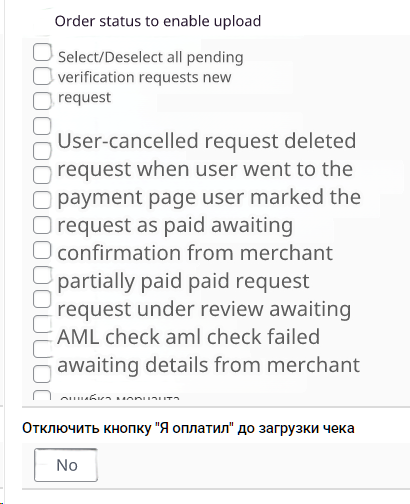 Order status to enable upload
Select/Deselect all pending
verification requests new
request
User-cancelled request deleted
request when user went to the
payment page user marked the
request as paid awaiting
confirmation from merchant
partially paid paid request
request under review awaiting
AML check aml check failed
awaiting details from merchant
ошибка мерчанта
Отключить кнопку "Я оплатил" до загрузки чека
No